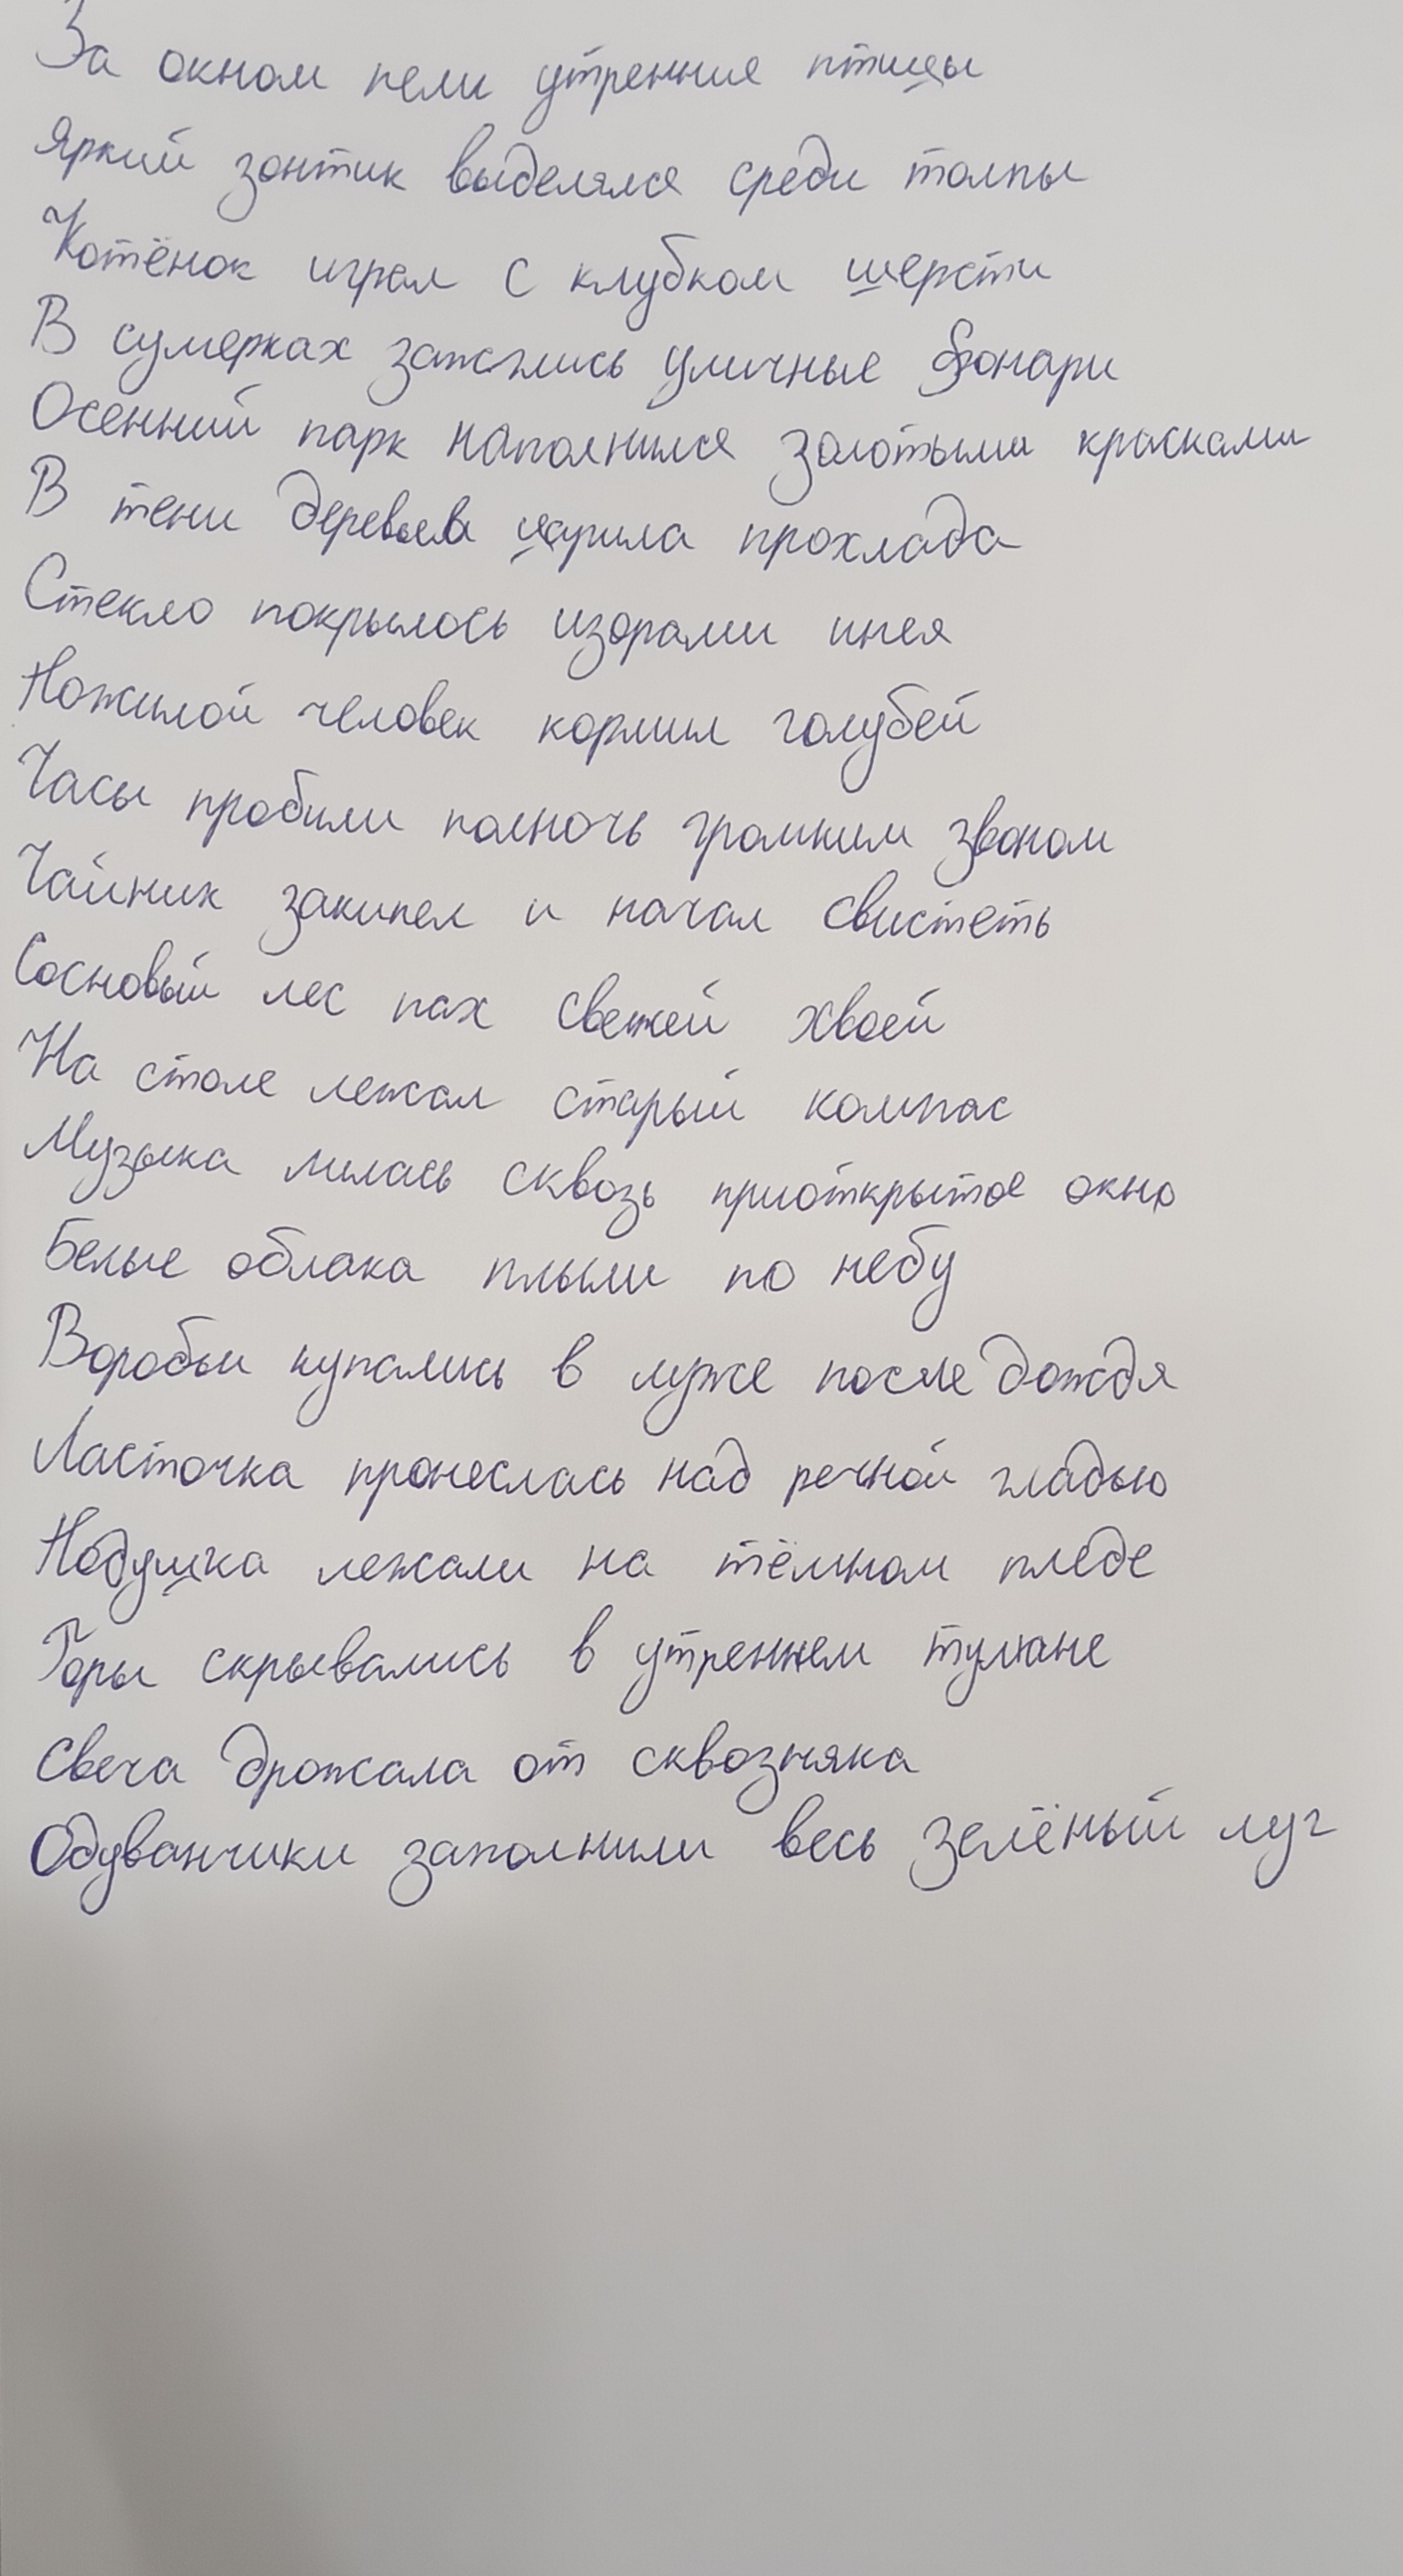 За окном пели утренние птицы
Яркий зонтик выделялся среди толпы
Котёнок играл с клубком шерсти
В сумерках зажглись уличные фонари
Осенний парк наполнился золотыми красками
В тени деревьев царила прохлада
Стекло покрылось изорами инея
Пожилой человек кормил голубей
Часы пробили полночь громким звоном
Чайник закипел и начал свистеть
Сосновый лес пах свежей хвоей
На столе лежал старый компас
Музыка лилась сквозь приоткрытое окно
Белые облака плыли по небу
Воробьи купались в луже после дождя
Ласточка пронеслась над речной гладью
Подушка лежали на тёмном пледе
Горы скрывались в утреннем тумане
Свеча дрожала от сквозняка
Одуванчики заполнили весь зелёный луг